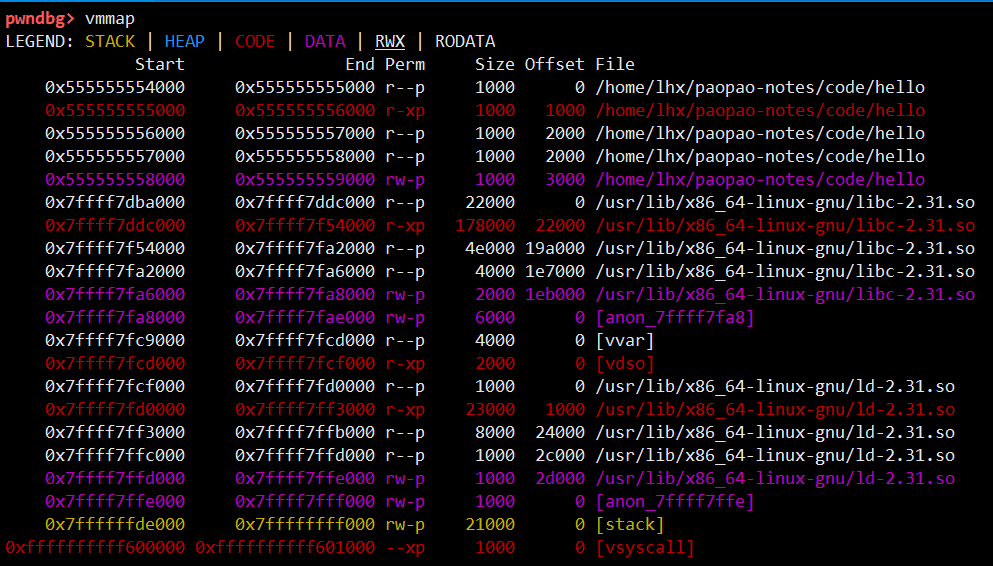 pwndbg> vmmap
LEGEND: STACK | HEAP | CODE | DATA | RWX | RODATA
Start End Perm Size Offset File
0x555555554000 0x555555555000 r--p 1000 0 /home/lhx/paopao-notes/code/hello
0x555555555000 0x555555556000 r-xp 1000 1000 /home/lhx/paopao-notes/code/hello
0x555555556000 0x555555557000 r--p 1000 2000 /home/lhx/paopao-notes/code/hello
0x555555557000 0x555555558000 r--p 1000 2000 /home/lhx/paopao-notes/code/hello
0x555555558000 0x555555559000 rw-p 1000 3000 /home/lhx/paopao-notes/code/hello
0x7ffff7dba000 0x7ffff7ddc000 r--p 22000 0 /usr/lib/x86_64-linux-gnu/libc-2.31.so
0x7ffff7ddc000 0x7ffff7f54000 r-xp 178000 22000 /usr/lib/x86_64-linux-gnu/libc-2.31.so
0x7ffff7f54000 0x7ffff7fa2000 r--p 4e000 19a000 /usr/lib/x86_64-linux-gnu/libc-2.31.so
0x7ffff7fa2000 0x7ffff7fa6000 r--p 4000 1e7000 /usr/lib/x86_64-linux-gnu/libc-2.31.so
0x7ffff7fa6000 0x7ffff7fa8000 rw-p 2000 1eb000 /usr/lib/x86_64-linux-gnu/libc-2.31.so
0x7ffff7fa8000 0x7ffff7fae000 rw-p 6000 0 [anon_7ffff7fa8]
0x7ffff7fc9000 0x7ffff7fcd000 r--p 4000 0 [vvar]
0x7ffff7fcd000 0x7ffff7fcf000 r-xp 2000 0 [vdso]
0x7ffff7fcf000 0x7ffff7fd0000 r--p 1000 0 /usr/lib/x86_64-linux-gnu/ld-2.31.so
0x7ffff7fd0000 0x7ffff7ff3000 r-xp 23000 1000 /usr/lib/x86_64-linux-gnu/ld-2.31.so
0x7ffff7ff3000 0x7ffff7ffb000 r--p 8000 24000 /usr/lib/x86_64-linux-gnu/ld-2.31.so
0x7ffff7ffc000 0x7ffff7ffd000 r--p 1000 2c000 /usr/lib/x86_64-linux-gnu/ld-2.31.so
0x7ffff7ffd000 0x7ffff7ffe000 rw-p 1000 2d000 /usr/lib/x86_64-linux-gnu/ld-2.31.so
0x7ffff7ffe000 0x7ffff7fff000 rw-p 1000 0 [anon_7ffff7ffe]
0x7ffffffde000 0x7ffffffff000 rw-p 21000 0 [stack]
0xffffffffff600000 0xffffffffff601000 --xp 1000 0 [vsyscall]